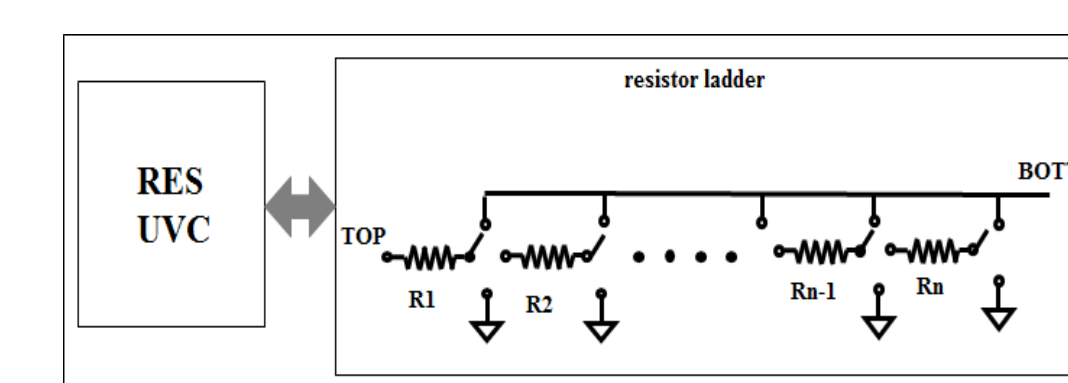 resistor ladder
RES
UVC
TOP
R1
R2
Rn-1
Rn